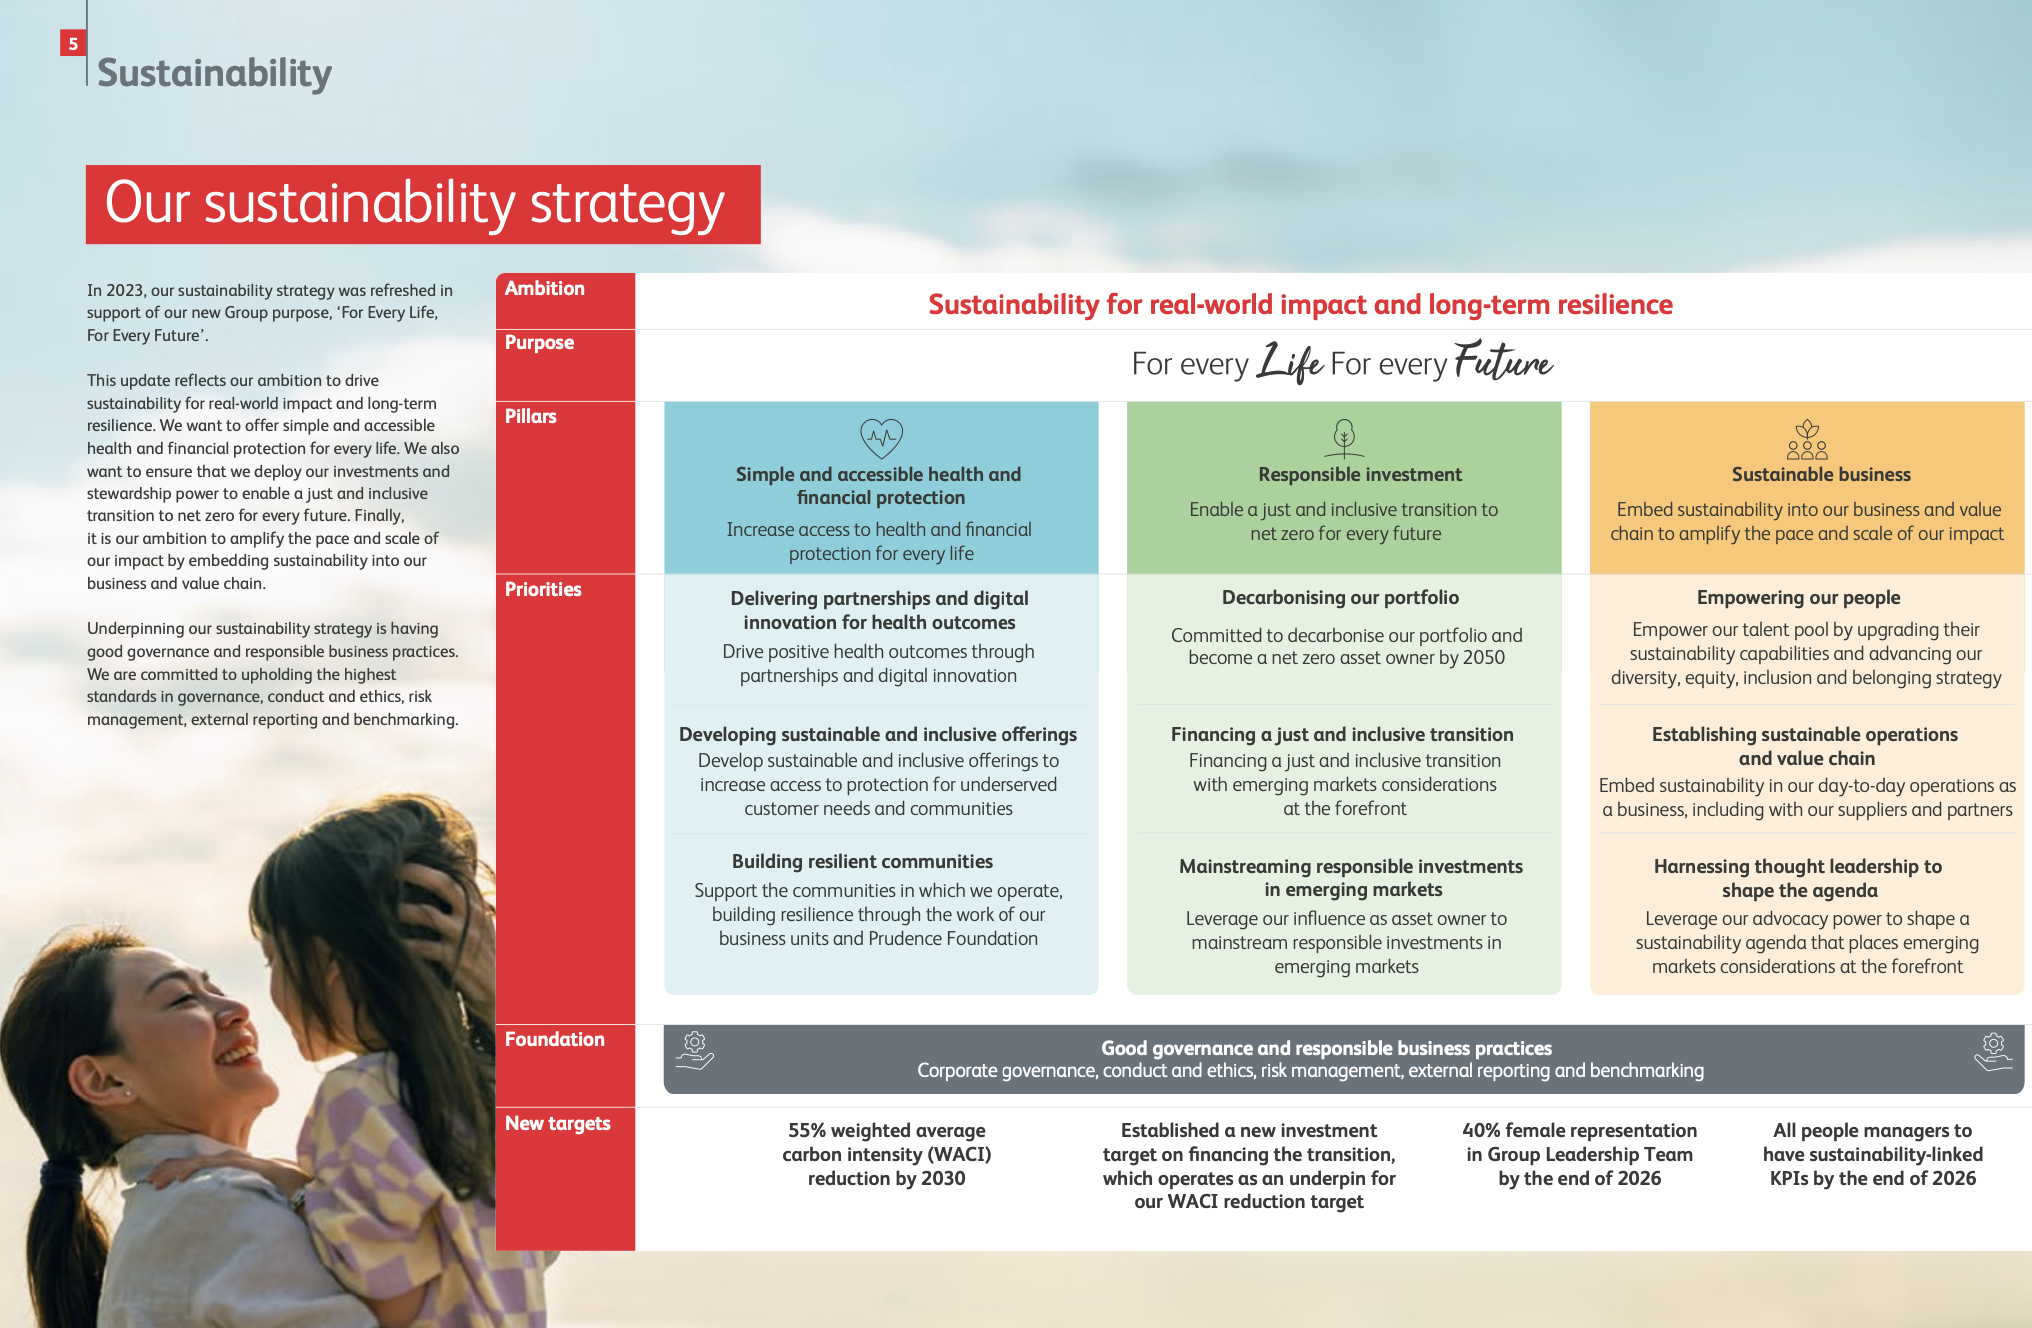 5
Sustainability
Our sustainability strategy
In 2023, our sustainability strategy was refreshed in
support of our new Group purpose, ‘For Every Life,
For Every Future’.
This update reflects our ambition to drive
sustainability for real-world impact and long-term
resilience. We want to offer simple and accessible
health and financial protection for every life. We also
want to ensure that we deploy our investments and
stewardship power to enable a just and inclusive
transition to net zero for every future. Finally,
it is our ambition to amplify the pace and scale of
our impact by embedding sustainability into our
business and value chain.
Underpinning our sustainability strategy is having
good governance and responsible business practices.
We are committed to upholding the highest
standards in governance, conduct and ethics, risk
management, external reporting and benchmarking.
Ambition
Sustainability for real-world impact and long-term resilience
Purpose
For every Life For every Future
Pillars
Simple and accessible health and
financial protection
Increase access to health and financial
protection for every life
Responsible investment
Enable a just and inclusive transition to
net zero for every future
Sustainable business
Embed sustainability into our business and value
chain to amplify the pace and scale of our impact
Priorities
Delivering partnerships and digital
innovation for health outcomes
Drive positive health outcomes through
partnerships and digital innovation
Developing sustainable and inclusive offerings
Develop sustainable and inclusive offerings to
increase access to protection for underserved
customer needs and communities
Building resilient communities
Support the communities in which we operate,
building resilience through the work of our
business units and Prudence Foundation
Decarbonising our portfolio
Committed to decarbonise our portfolio and
become a net zero asset owner by 2050
Financing a just and inclusive transition
Financing a just and inclusive transition
with emerging markets considerations
at the forefront
Mainstreaming responsible investments
in emerging markets
Leverage our influence as asset owner to
mainstream responsible investments in
emerging markets
Empowering our people
Empower our talent pool by upgrading their
sustainability capabilities and advancing our
diversity, equity, inclusion and belonging strategy
Establishing sustainable operations
and value chain
Embed sustainability in our day-to-day operations as
a business, including with our suppliers and partners
Harnessing thought leadership to
shape the agenda
Leverage our advocacy power to shape a
sustainability agenda that places emerging
markets considerations at the forefront
Foundation
Good governance and responsible business practices
Corporate governance, conduct and ethics, risk management, external reporting and benchmarking
New targets
55% weighted average
carbon intensity (WACI)
reduction by 2030
Established a new investment
target on financing the transition,
which operates as an underpin for
our WACI reduction target
40% female representation
in Group Leadership Team
by the end of 2026
All people managers to
have sustainability-linked
KPIs by the end of 2026